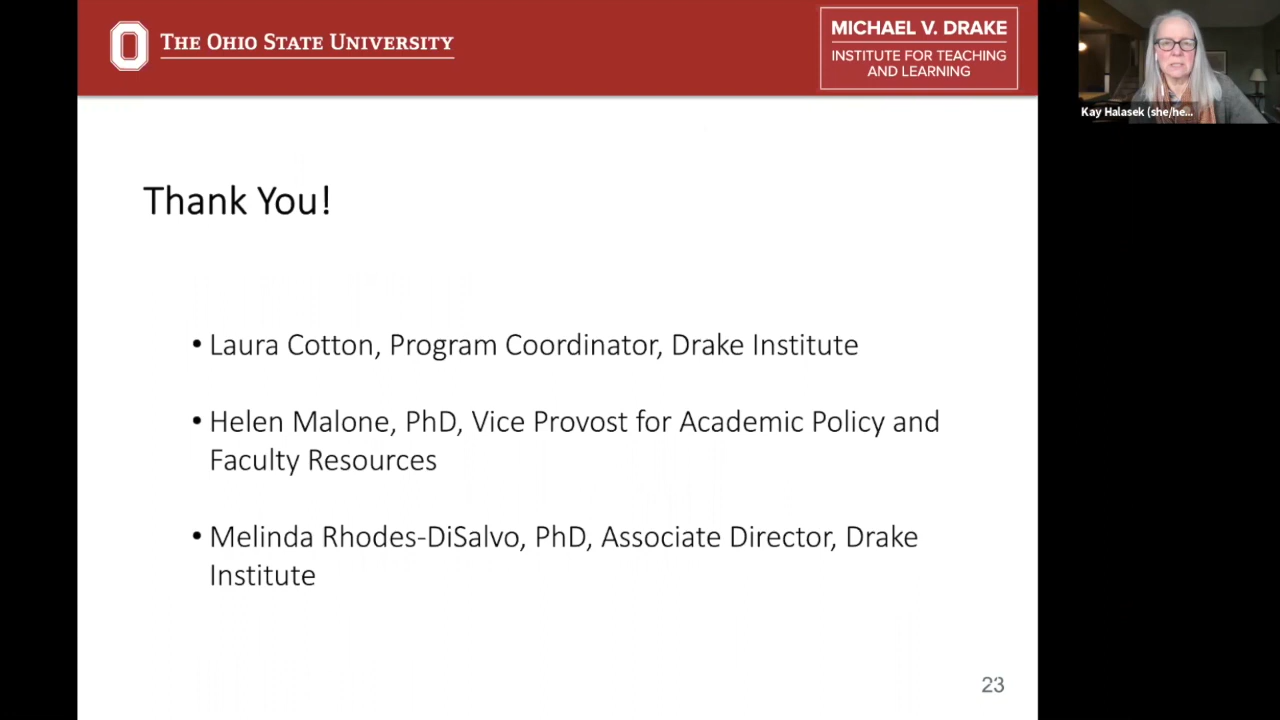 THE OHIO STATE UNIVERSITY
MICHAEL V. DRAKE
INSTITUTE FOR TEACHING
AND LEARNING
Kay Halasek (she/he...
Thank You!
• Laura Cotton, Program Coordinator, Drake Institute
• Helen Malone, PhD, Vice Provost for Academic Policy and
Faculty Resources
• Melinda Rhodes-DiSalvo, PhD, Associate Director, Drake
Institute
23